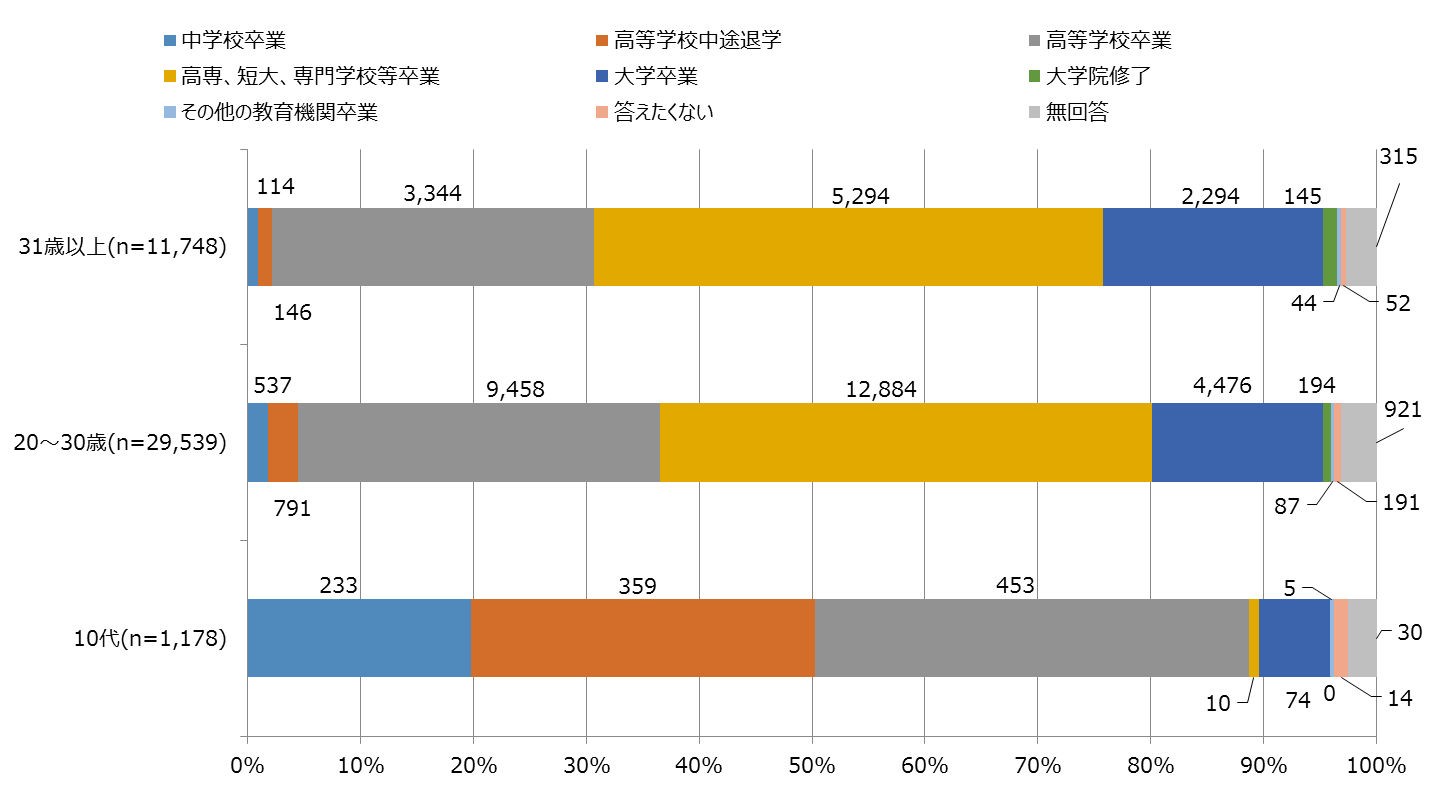 中学校卒業 高等学校中途退学 高等学校卒業
高専、短大、専門学校等卒業 大学卒業 大学院修了
その他の教育機関卒業 答えたくない 無回答
315
114 3,344 5,294 2,294 145
31歳以上(n=11,748)
146 44 52
537 9,458 12,884 4,476 194
921
20～30歳(n=29,539)
791 87 191
233 359 453 5
10代(n=1,178) 30
10 74 0 14
0% 10% 20% 30% 40% 50% 60% 70% 80% 90% 100%